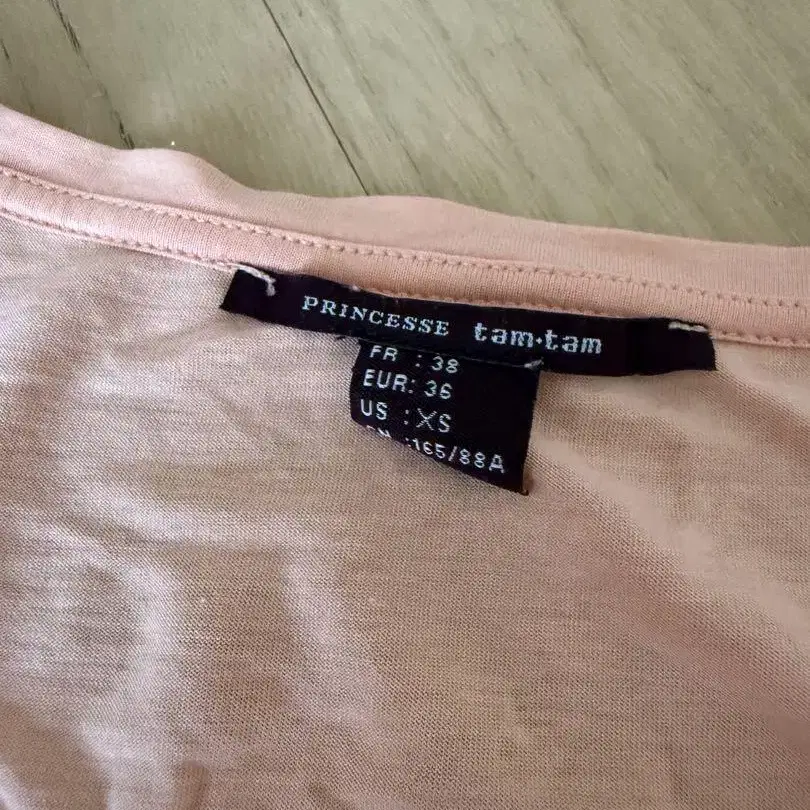 PRINCESSE tam·tam
FR : 38
EUR: 36
US : XS
:165/88A